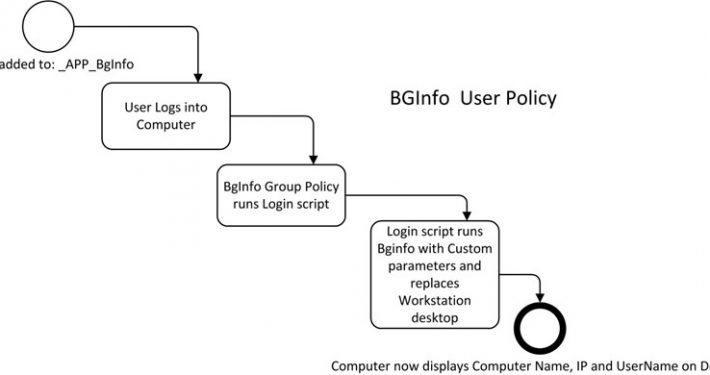 added to: _APP_BgInfo
BGInfo User Policy
User Logs into
Computer
BgInfo Group Policy
runs Login script
Login script runs
Bginfo with Custom
parameters and
replaces
Workstation
desktop
Computer now displays Computer Name, IP and UserName on D